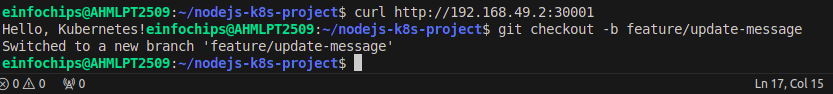 einfochips@AHMLPT2509:~/nodejs-k8s-project$ curl http://192.168.49.2:30001
Hello, Kubernetes!einfochips@AHMLPT2509:~/nodejs-k8s-project$ git checkout -b feature/update-message
Switched to a new branch 'feature/update-message'
einfochips@AHMLPT2509:~/nodejs-k8s-project$
0 0 0 Ln 17, Col 15